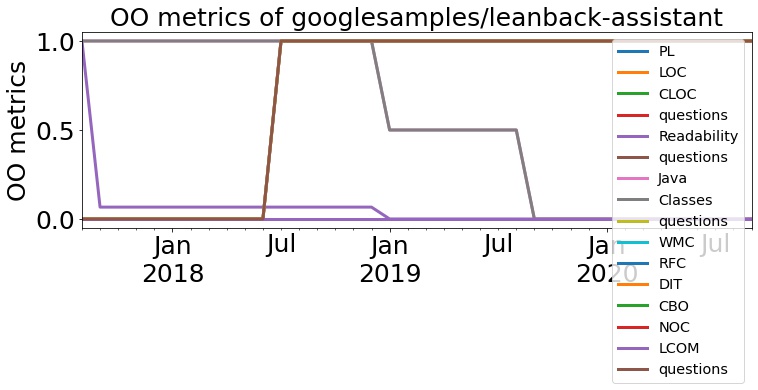 OO metrics of googlesamples/leanback-assistant
OO metrics
1.0
0.5
0.0
Jan
2018
Jul
Jan
2019
Jul
Jan
2020
Jul
PL
LOC
CLOC
questions
Readability
questions
Java
Classes
questions
WMC
RFC
DIT
CBO
NOC
LCOM
questions